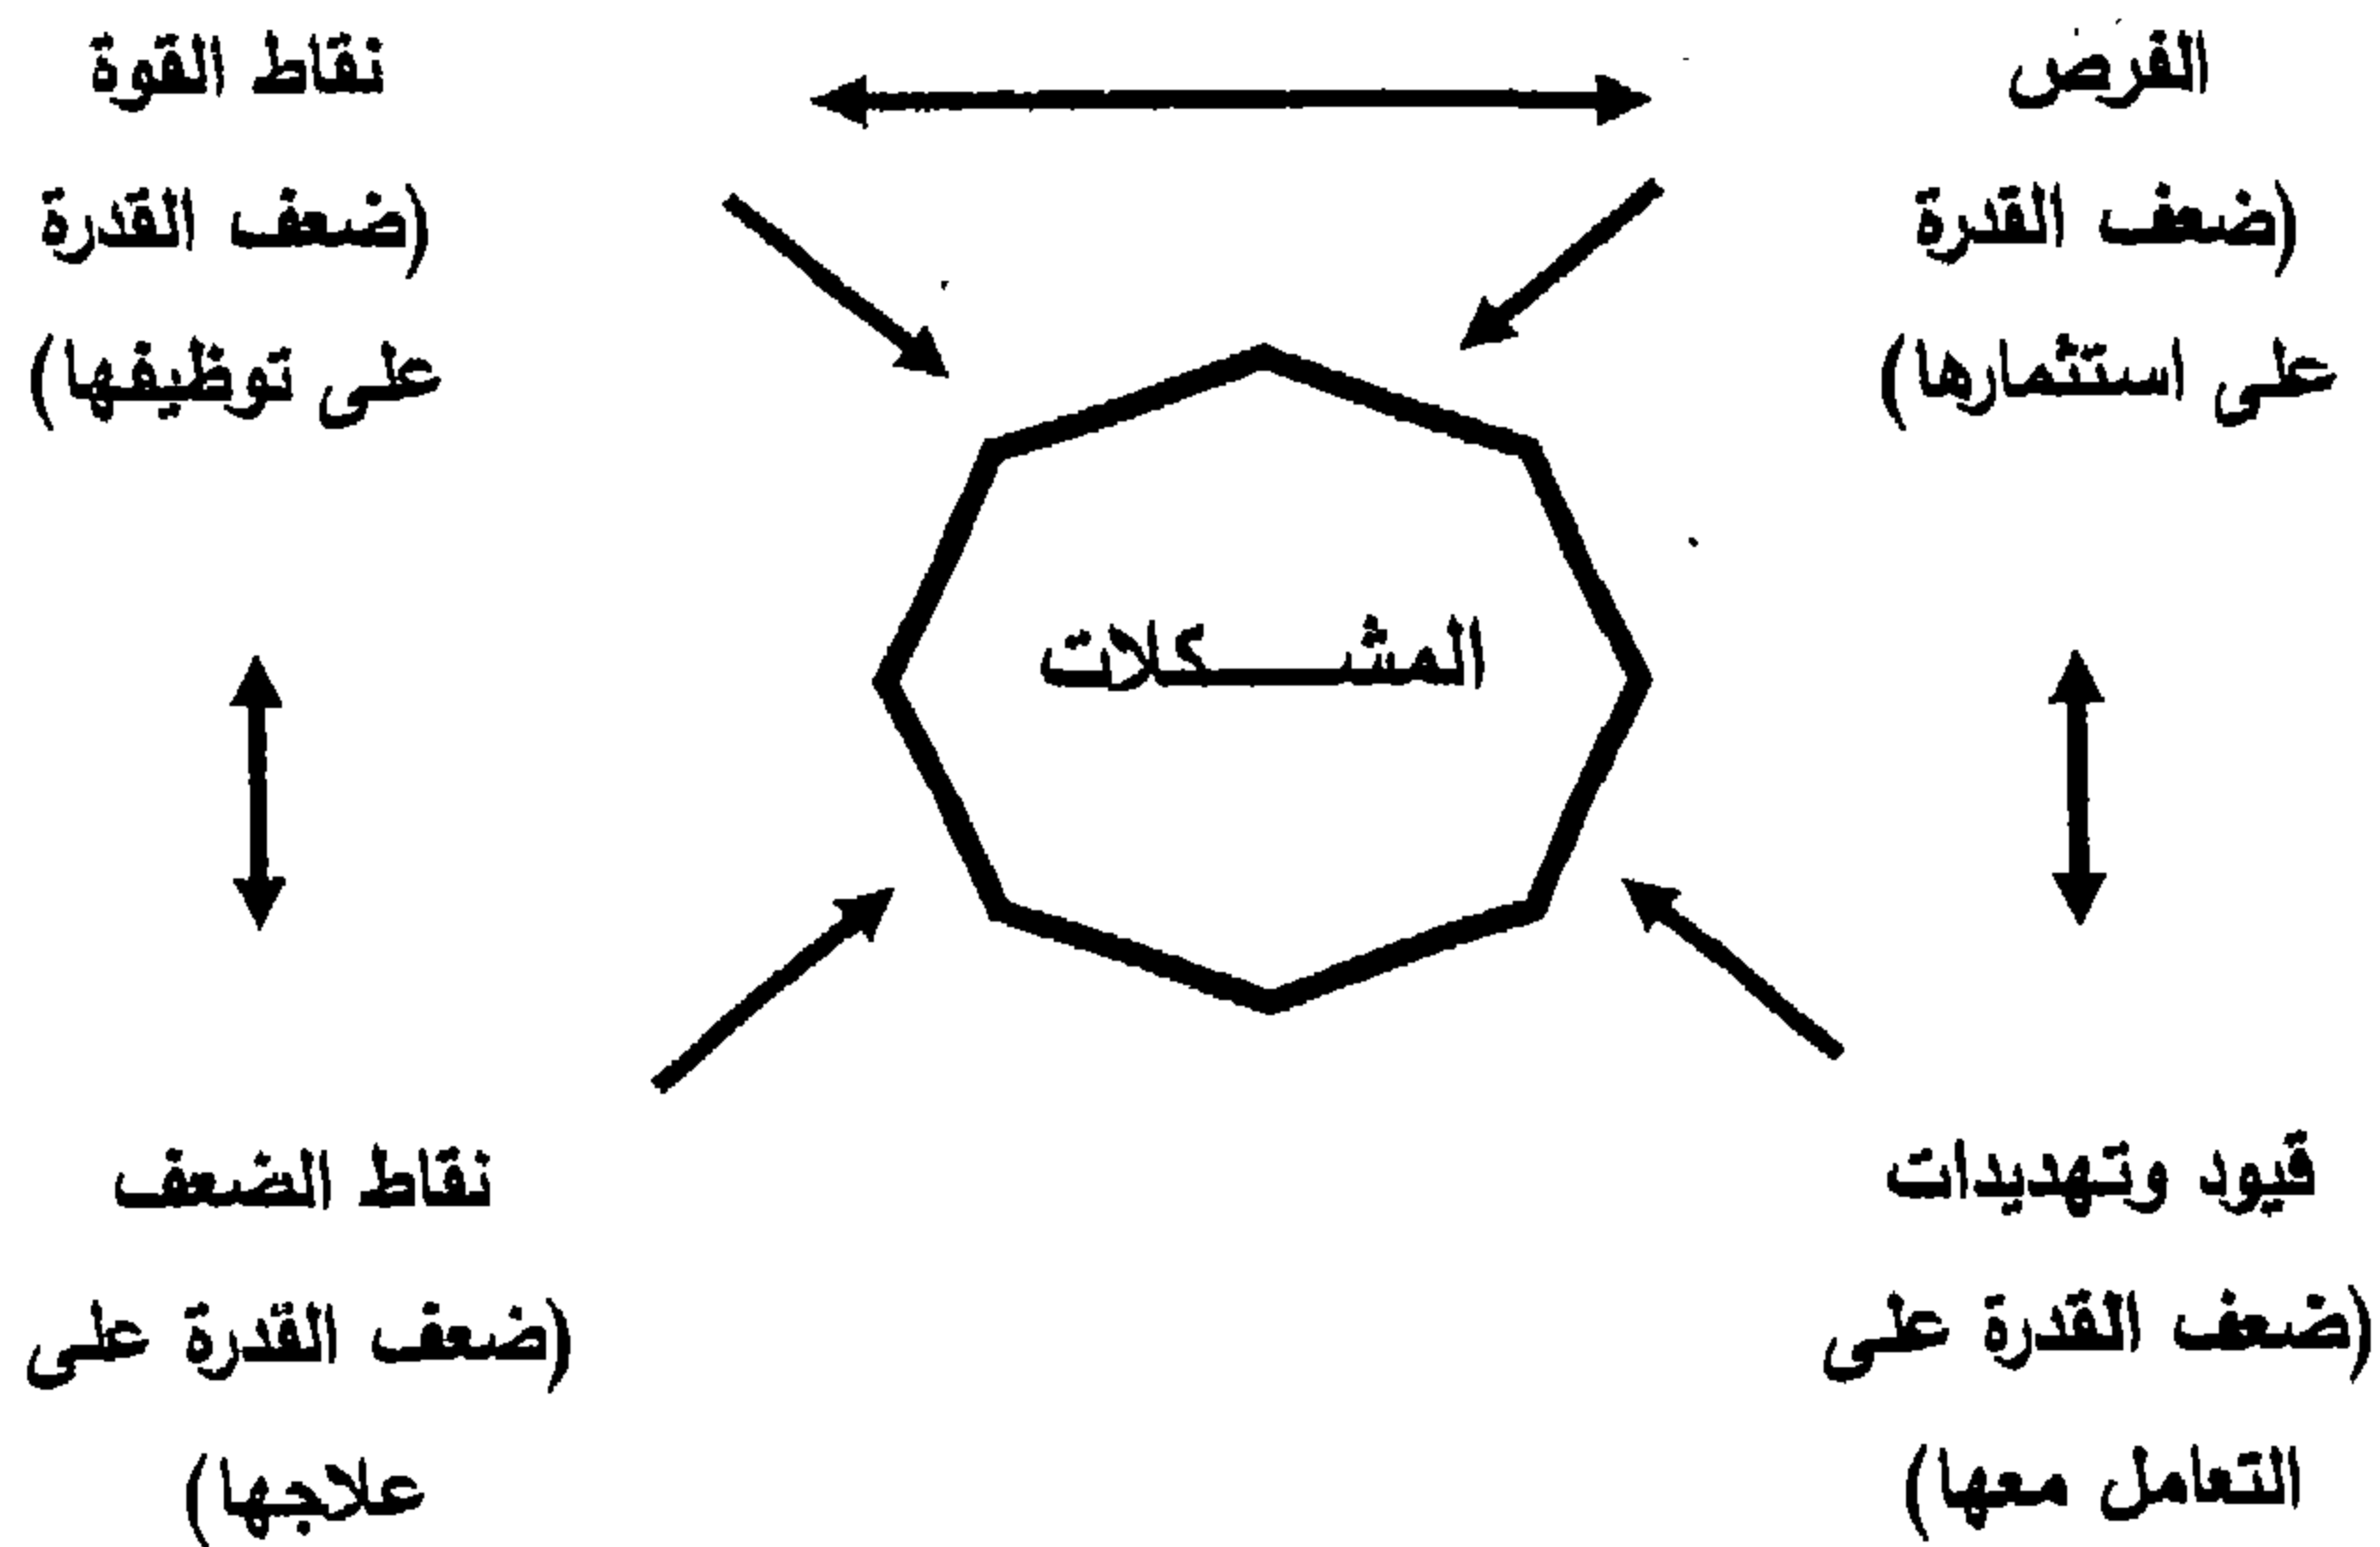 الفرص
(ضعف القدرة
على استثمارها)
نقاط القوة
(ضعف القدرة
على توظيفها)
المشكلات
قيود وتهديدات
(ضعف القدرة على
التعامل معها)
نقاط الضعف
(ضعف القدرة على
علاجها)